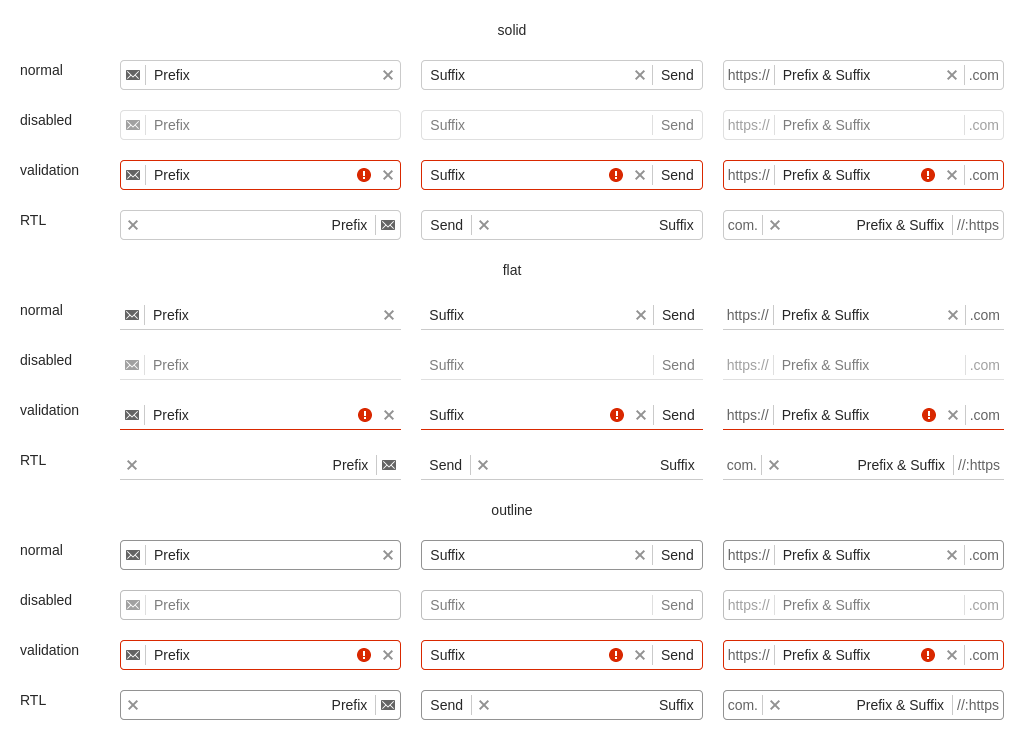 solid
normal Prefix Suffix Send https:// Prefix & Suffix .com
disabled Prefix Suffix Send https:// Prefix & Suffix .com
validation Prefix Suffix Send https:// Prefix & Suffix .com
RTL Prefix Send Suffix com. Prefix & Suffix //:https
flat
normal Prefix Suffix Send https:// Prefix & Suffix .com
disabled Prefix Suffix Send https:// Prefix & Suffix .com
validation Prefix Suffix Send https:// Prefix & Suffix .com
RTL Prefix Send Suffix com. Prefix & Suffix //:https
outline
normal Prefix Suffix Send https:// Prefix & Suffix .com
disabled Prefix Suffix Send https:// Prefix & Suffix .com
validation Prefix Suffix Send https:// Prefix & Suffix .com
RTL Prefix Send Suffix com. Prefix & Suffix //:https